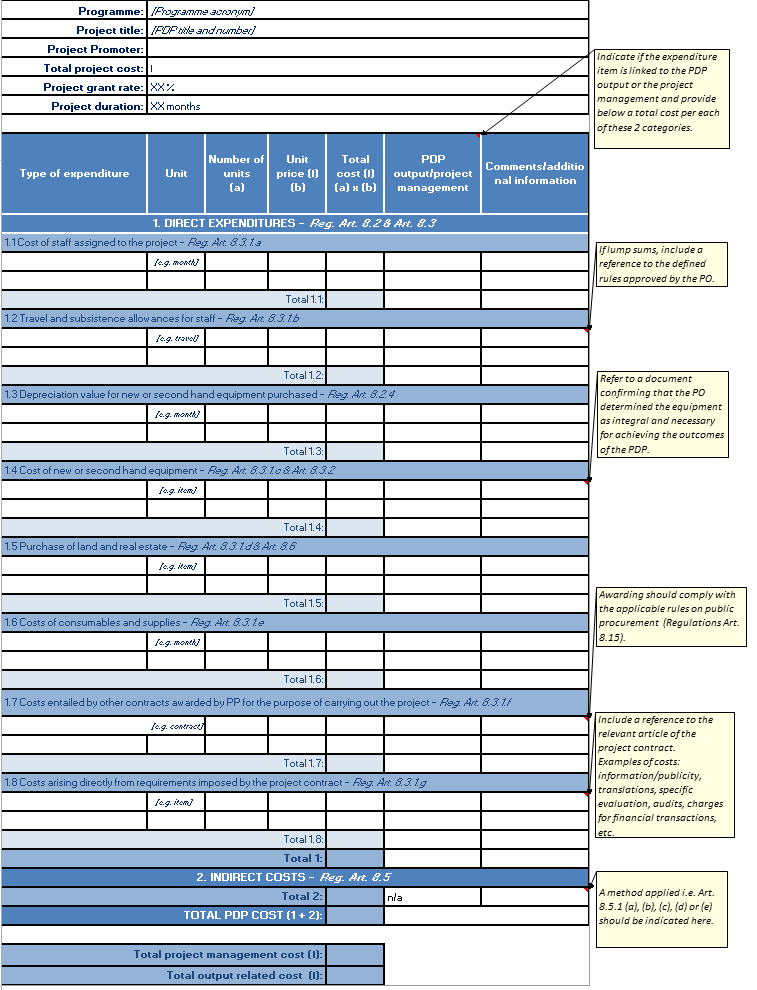 Programme: [Programme acronym]
Project title: [PDP title and number]
Project Promoter:
Total project cost: I
Project grant rate: XX%
Project duration: XX months
Indicate if the expenditure
item is linked to the PDP
output or the project
management and provide
below a total cost per each
of these 2 categories.
Type of expenditure
Unit
Number of
units
(a)
Unit
price (I)
(b)
Total
cost (I)
(a) x (b)
PDP
output/project
management
Comments/additio
nal information
1. DIRECT EXPENDITURES – Reg. Art. 8.2 & Art. 8.3
1.1 Cost of staff assigned to the project – Reg. Art. 8.3.1.a
[e.g. month]
Total 1.1:
If lump sums, include a
reference to the defined
rules approved by the PO.
1.2 Travel and subsistence allowances for staff – Reg. Art. 8.3.1.b
[e.g. travel]
Total 1.2:
1.3 Depreciation value for new or second hand equipment purchased – Reg. Art. 8.2.4
[e.g. month]
Total 1.3:
Refer to a document
confirming that the PO
determined the equipment
as integral and necessary
for achieving the outcomes
of the PDP.
1.4 Cost of new or second hand equipment – Reg. Art. 8.3.1.c & Art. 8.3.2
[e.g. item]
Total 1.4:
1.5 Purchase of land and real estate – Reg. Art. 8.3.1.d & Art. 8.6
[e.g. item]
Total 1.5:
1.6 Costs of consumables and supplies – Reg. Art. 8.3.1.e
[e.g. month]
Total 1.6:
Awarding should comply with
the applicable rules on public
procurement (Regulations Art.
8.15).
1.7 Costs entailed by other contracts awarded by PP for the purpose of carrying out the project – Reg. Art. 8.3.1.f
[e.g. contract]
Total 1.7:
Include a reference to the
relevant article of the
project contract.
Examples of costs:
information/publicity,
translations, specific
evaluation, audits, charges
for financial transactions,
etc.
1.8 Costs arising directly from requirements imposed by the project contract – Reg. Art. 8.3.1.g
[e.g. item]
Total 1.8:
Total 1:
2. INDIRECT COSTS – Reg. Art. 8.5
Total 2:
n/a
A method applied i.e. Art.
8.5.1 (a), (b), (c), (d) or (e)
should be indicated here.
TOTAL PDP COST (1 + 2):
Total project management cost (I):
Total output related cost (I):